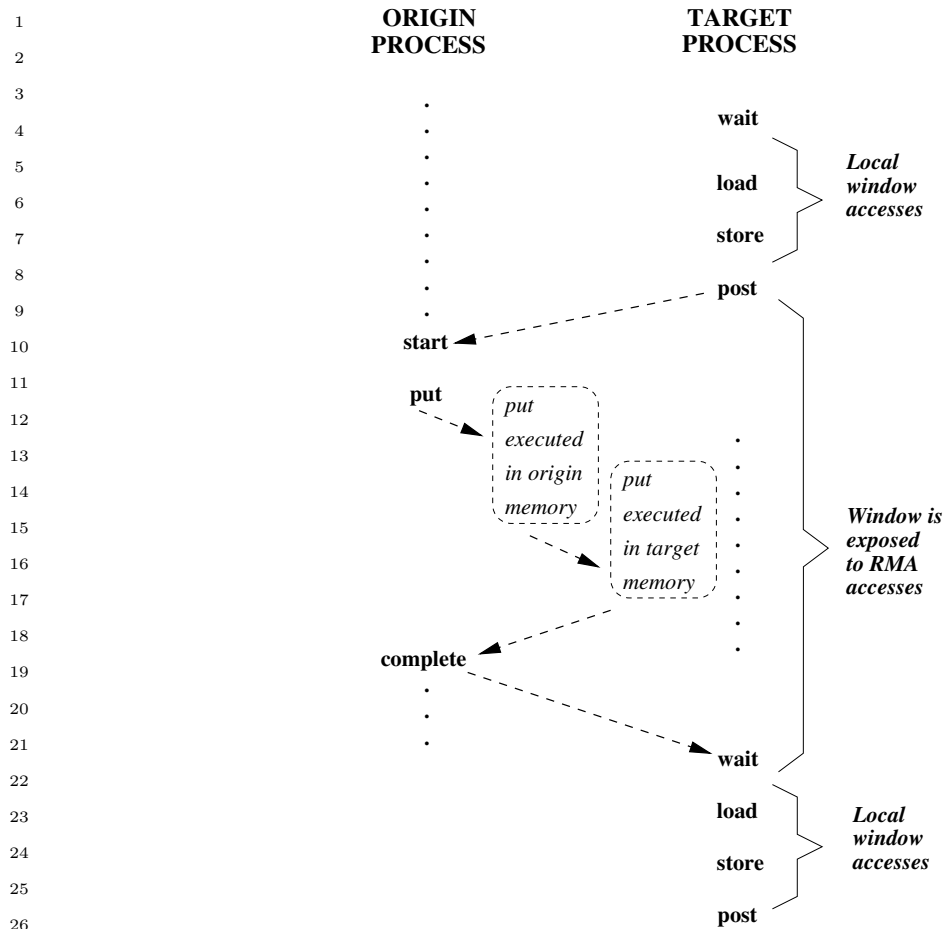 1
ORIGIN PROCESS
TARGET PROCESS
2
3
wait
4
5
Local
window
accesses
load
6
store
7
8
post
9
start
10
11
put
put
executed
in origin
memory
12
13
put
executed
in target
memory
14
15
Window is
exposed
to RMA
accesses
16
17
18
complete
19
20
21
wait
22
load
23
Local
window
accesses
24
store
25
post
26